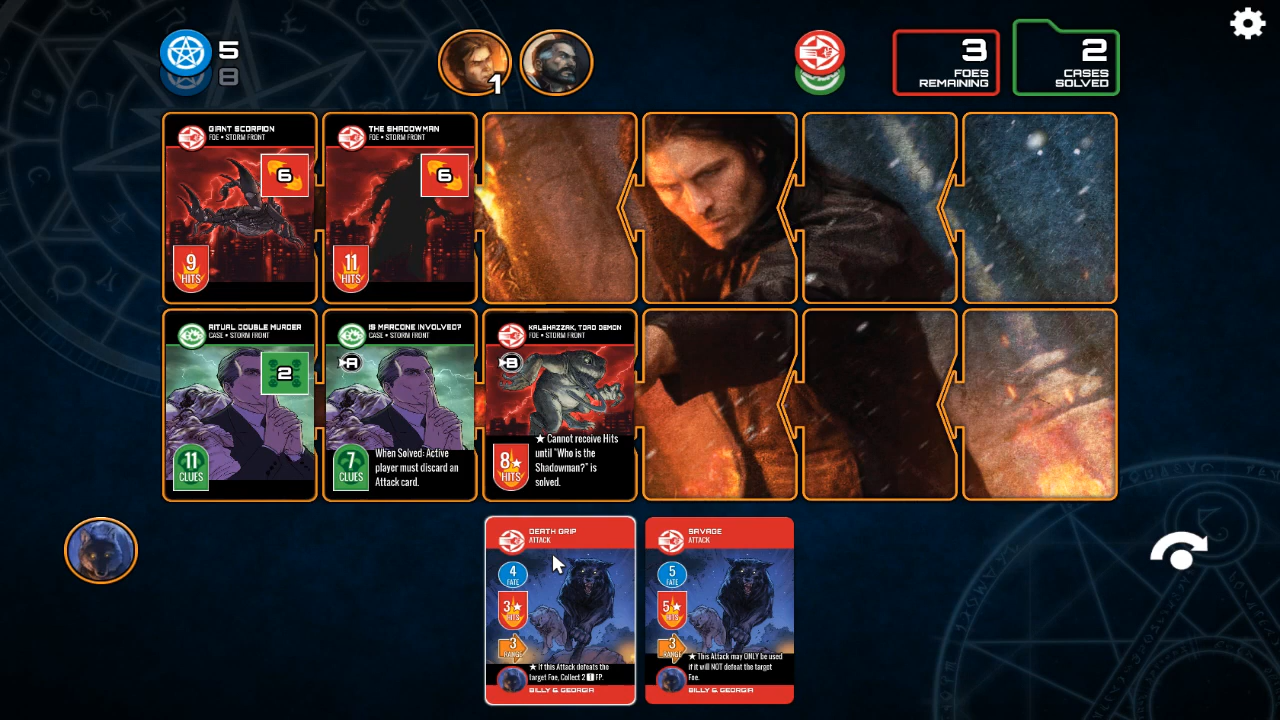 5
8
1
3
FOES
REMAINING
2
CASES
SOLVED
GIANT SCORPION
FOE • STORM FRONT
6
9
HITS
THE SHADOWMAN
FOE • STORM FRONT
6
11
HITS
RITUAL DOUBLE MURDER
CASE • STORM FRONT
2
11
CLUES
IS MARCONE INVOLVED?
CASE • STORM FRONT
A
7
CLUES
When Solved: Active
player must discard an
Attack card.
KALSHAZZAK, TOAD DEMON
FOE • STORM FRONT
B
8★
HITS
★ Cannot receive Hits
until "Who is the
Shadowman?" is
solved.
DEATH GRIP
ATTACK
4
FATE
3★
HITS
3
RANGE
★ If this Attack defeats the
target Foe, Collect 2 FP.
BILLY & GEORGIA
SAVAGE
ATTACK
5
FATE
5★
HITS
3
RANGE
★ This Attack may ONLY be used
if it will NOT defeat the target
Foe.
BILLY & GEORGIA